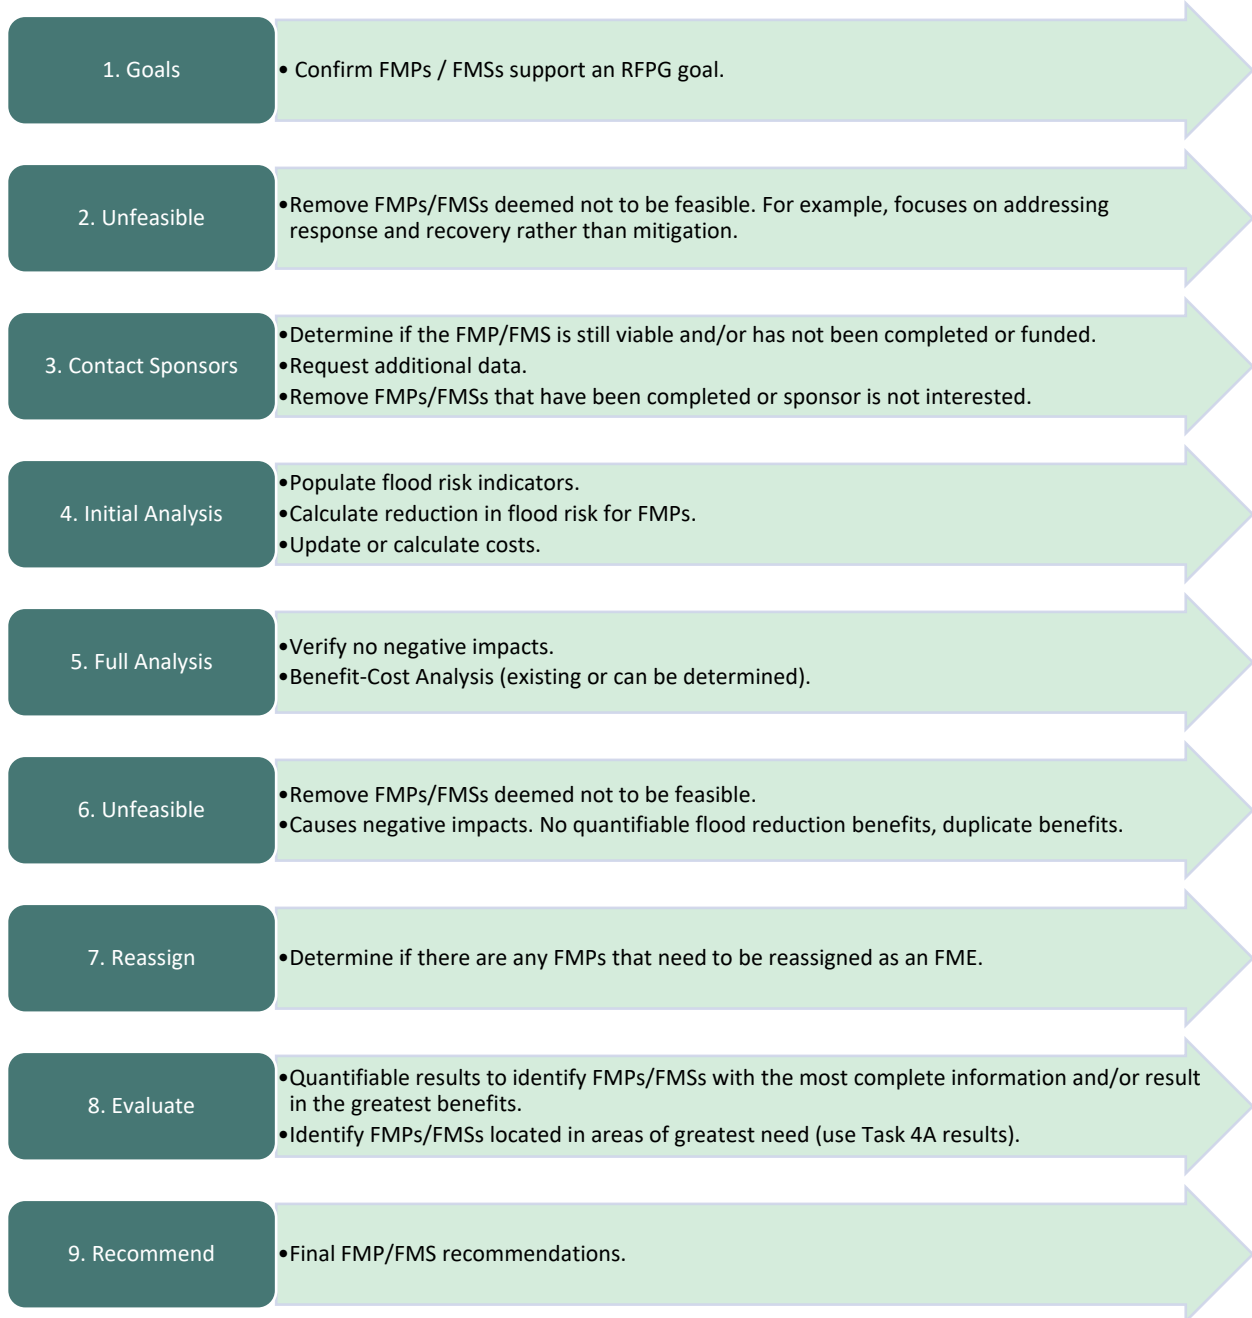 1. Goals
• Confirm FMPs / FMSs support an RFPG goal.
2. Unfeasible
•Remove FMPs/FMSs deemed not to be feasible. For example, focuses on addressing
response and recovery rather than mitigation.
3. Contact Sponsors
•Determine if the FMP/FMS is still viable and/or has not been completed or funded.
•Request additional data.
•Remove FMPs/FMSs that have been completed or sponsor is not interested.
4. Initial Analysis
•Populate flood risk indicators.
•Calculate reduction in flood risk for FMPs.
•Update or calculate costs.
5. Full Analysis
•Verify no negative impacts.
•Benefit-Cost Analysis (existing or can be determined).
6. Unfeasible
•Remove FMPs/FMSs deemed not to be feasible.
•Causes negative impacts. No quantifiable flood reduction benefits, duplicate benefits.
7. Reassign
•Determine if there are any FMPs that need to be reassigned as an FME.
8. Evaluate
•Quantifiable results to identify FMPs/FMSs with the most complete information and/or result
in the greatest benefits.
•Identify FMPs/FMSs located in areas of greatest need (use Task 4A results).
9. Recommend
•Final FMP/FMS recommendations.